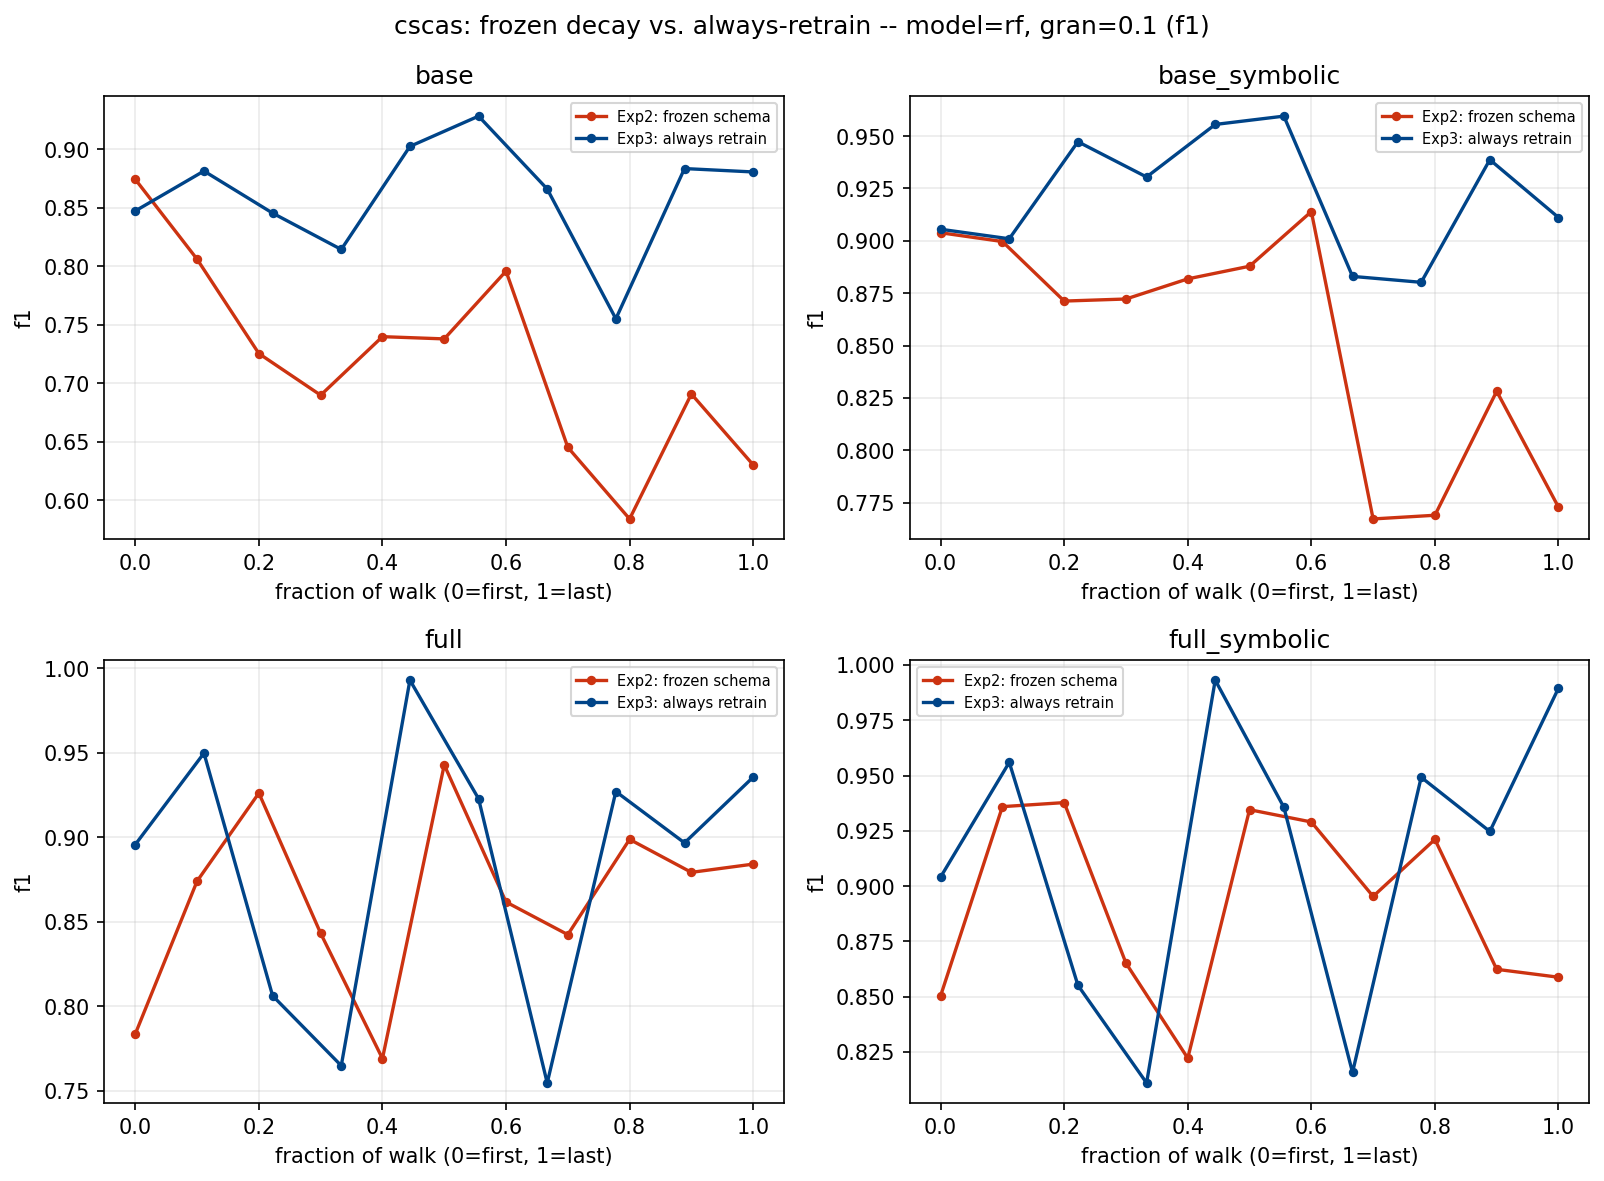 cscas: frozen decay vs. always-retrain -- model=rf, gran=0.1 (f1)
base
Exp2: frozen schema
Exp3: always retrain
f1
0.90
0.85
0.80
0.75
0.70
0.65
0.60
0.0 0.2 0.4 0.6 0.8 1.0
fraction of walk (0=first, 1=last)
base_symbolic
Exp2: frozen schema
Exp3: always retrain
f1
0.950
0.925
0.900
0.875
0.850
0.825
0.800
0.775
0.0 0.2 0.4 0.6 0.8 1.0
fraction of walk (0=first, 1=last)
full
Exp2: frozen schema
Exp3: always retrain
f1
1.00
0.95
0.90
0.85
0.80
0.75
0.0 0.2 0.4 0.6 0.8 1.0
fraction of walk (0=first, 1=last)
full_symbolic
Exp2: frozen schema
Exp3: always retrain
f1
1.000
0.975
0.950
0.925
0.900
0.875
0.850
0.825
0.0 0.2 0.4 0.6 0.8 1.0
fraction of walk (0=first, 1=last)